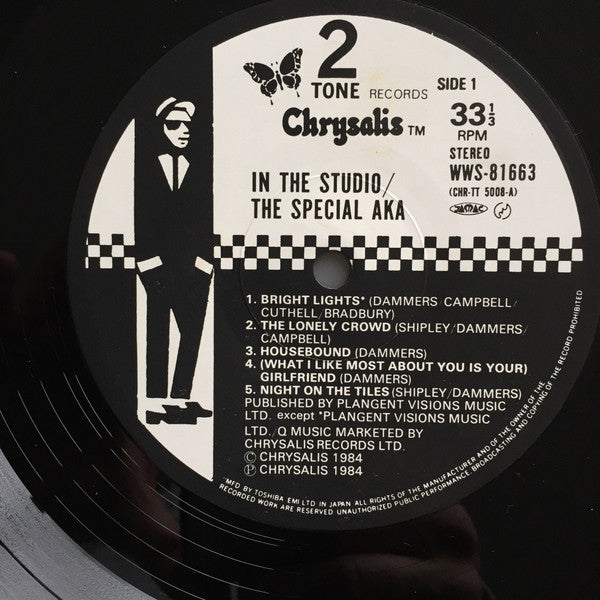 2
TONE RECORDS
Chrysalis TM
SIDE 1
33 1/3
RPM
STEREO
WWS-81663
(CHR-TT 5008-A)
IN THE STUDIO/
THE SPECIAL AKA
1. BRIGHT LIGHTS* (DAMMERS CAMPBELL/
CUTHELL/BRADBURY)
2. THE LONELY CROWD (SHIPLEY/DAMMERS/
CAMPBELL)
3. HOUSEBOUND (DAMMERS)
4. (WHAT I LIKE MOST ABOUT YOU IS YOUR)
GIRLFRIEND (DAMMERS)
5. NIGHT ON THE TILES (SHIPLEY/DAMMERS)
PUBLISHED BY PLANGENT VISIONS MUSIC
LTD. except *PLANGENT VISIONS MUSIC
LTD./Q MUSIC MARKETED BY
CHRYSALIS RECORDS LTD.
Ⓒ CHRYSALIS 1984
Ⓟ CHRYSALIS 1984
MFD BY TOSHIBA EMI LTD IN JAPAN ALL RIGHTS OF THE MANUFACTURER AND OF THE OWNER OF THE
RECORDED WORK ARE RESERVED UNAUTHORIZED PUBLIC PERFORMANCE BROADCASTING AND COPYING OF THE RECORD PROHIBITED